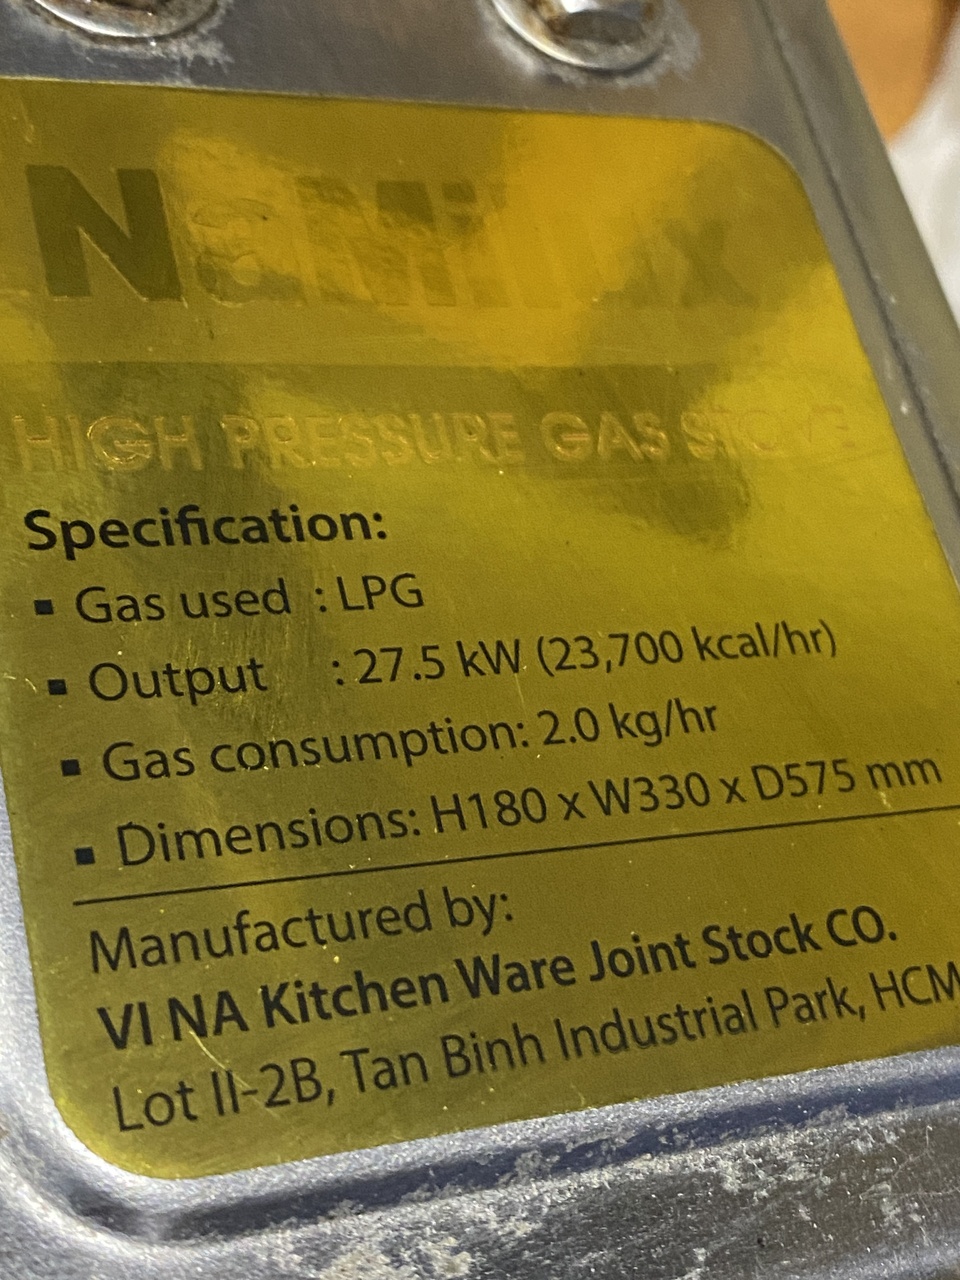 NaMilux
HIGH PRESSURE GAS STOVE
Specification:
▪ Gas used : LPG
▪ Output : 27.5 kW (23,700 kcal/hr)
▪ Gas consumption: 2.0 kg/hr
▪ Dimensions: H180 x W330 x D575 mm
Manufactured by:
VI NA Kitchen Ware Joint Stock CO.
Lot II-2B, Tan Binh Industrial Park, HCM